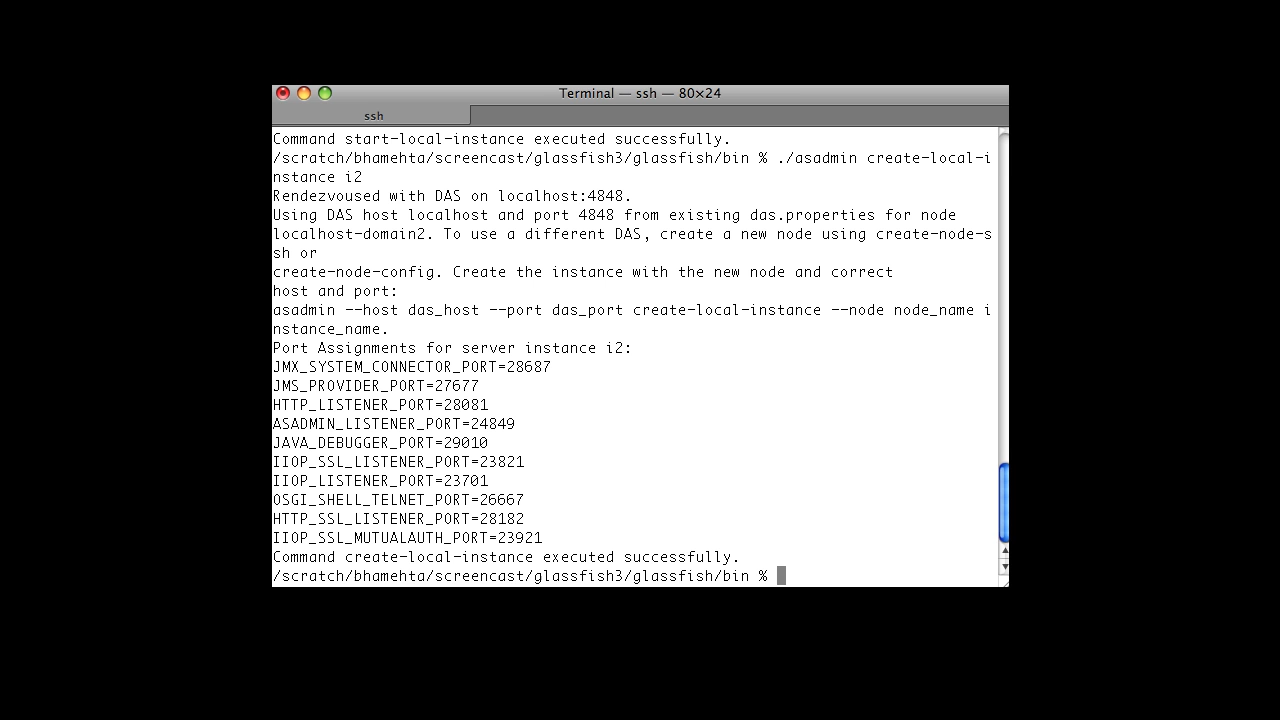 Terminal — ssh — 80×24
ssh
Command start-local-instance executed successfully.
/scratch/bhamehta/screencast/glassfish3/glassfish/bin % ./asadmin create-local-i
nstance i2
Rendezvoused with DAS on localhost:4848.
Using DAS host localhost and port 4848 from existing das.properties for node
localhost-domain2. To use a different DAS, create a new node using create-node-s
sh or
create-node-config. Create the instance with the new node and correct
host and port:
asadmin --host das_host --port das_port create-local-instance --node node_name i
nstance_name.
Port Assignments for server instance i2:
JMX_SYSTEM_CONNECTOR_PORT=28687
JMS_PROVIDER_PORT=27677
HTTP_LISTENER_PORT=28081
ASADMIN_LISTENER_PORT=24849
JAVA_DEBUGGER_PORT=29010
IIOP_SSL_LISTENER_PORT=23821
IIOP_LISTENER_PORT=23701
OSGI_SHELL_TELNET_PORT=26667
HTTP_SSL_LISTENER_PORT=28182
IIOP_SSL_MUTUALAUTH_PORT=23921
Command create-local-instance executed successfully.
/scratch/bhamehta/screencast/glassfish3/glassfish/bin %